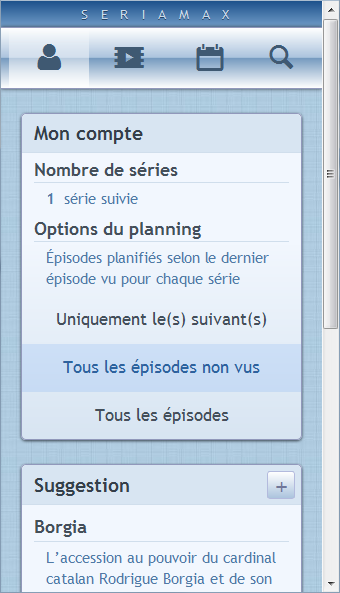 SERIAMAX
Mon compte
Nombre de séries
1 série suivie
Options du planning
Épisodes planifiés selon le dernier
épisode vu pour chaque série
Uniquement le(s) suivant(s)
Tous les épisodes non vus
Tous les épisodes
Suggestion +
Borgia
L’accession au pouvoir du cardinal
catalan Rodrigue Borgia et de son